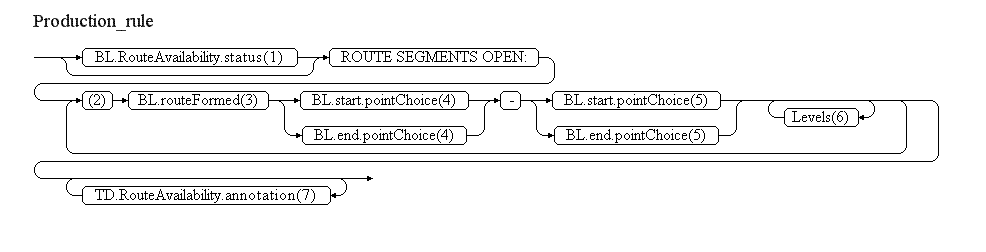 Production_rule
BL.RouteAvailability.status(1) ROUTE SEGMENTS OPEN:
(2) BL.routeFormed(3) BL.start.pointChoice(4) - BL.start.pointChoice(5)
Levels(6)
BL.end.pointChoice(4) BL.end.pointChoice(5)
TD.RouteAvailability.annotation(7)